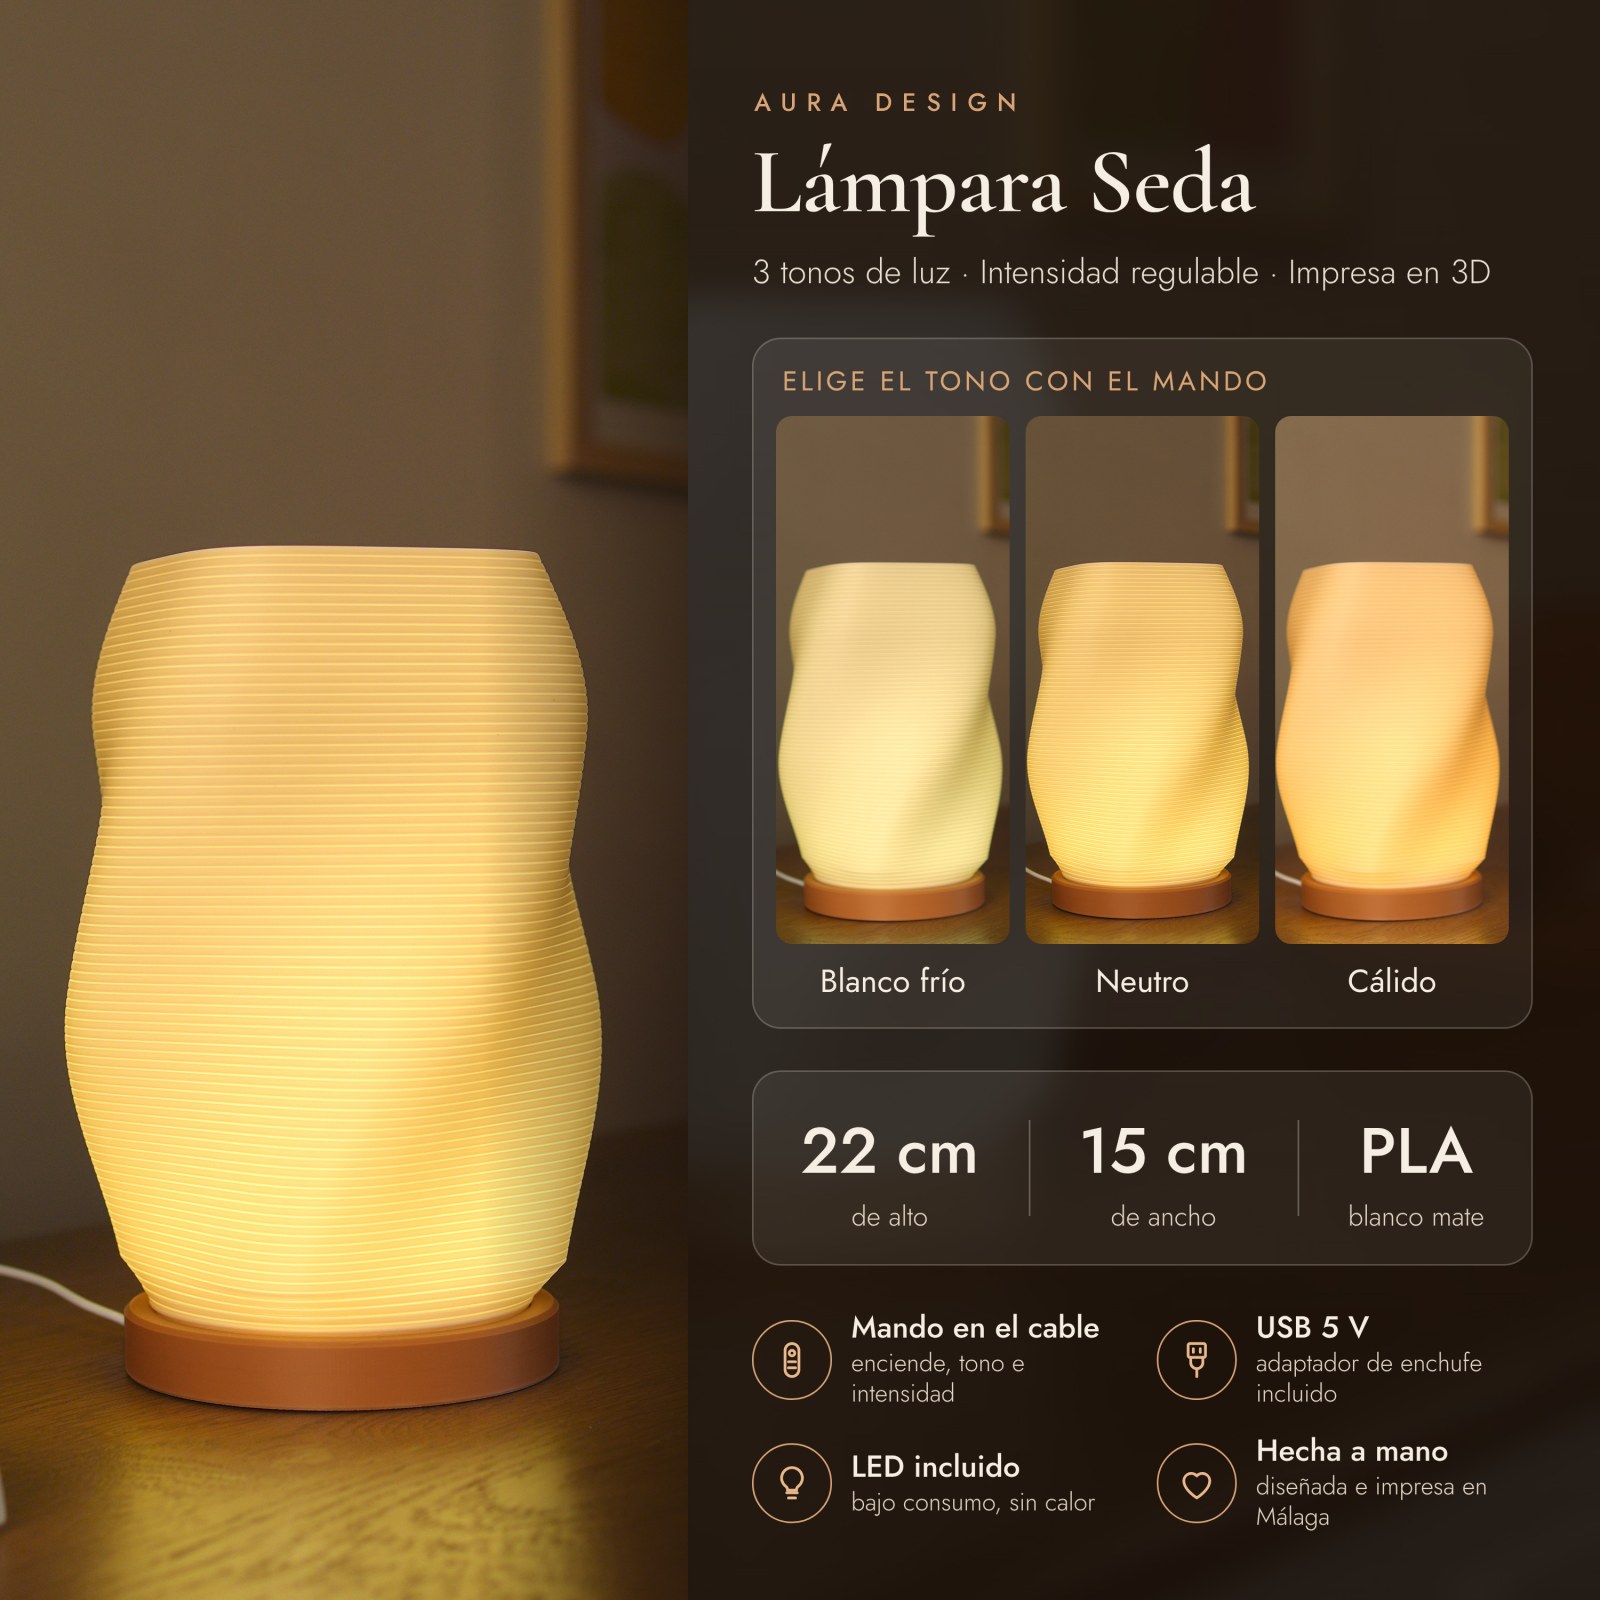 AURA DESIGN
Lámpara Seda
3 tonos de luz · Intensidad regulable · Impresa en 3D
ELIGE EL TONO CON EL MANDO
Blanco frío
Neutro
Cálido
22 cm
de alto
15 cm
de ancho
PLA
blanco mate
Mando en el cable
enciende, tono e
intensidad
USB 5 V
adaptador de enchufe
incluido
LED incluido
bajo consumo, sin calor
Hecha a mano
diseñada e impresa en
Málaga